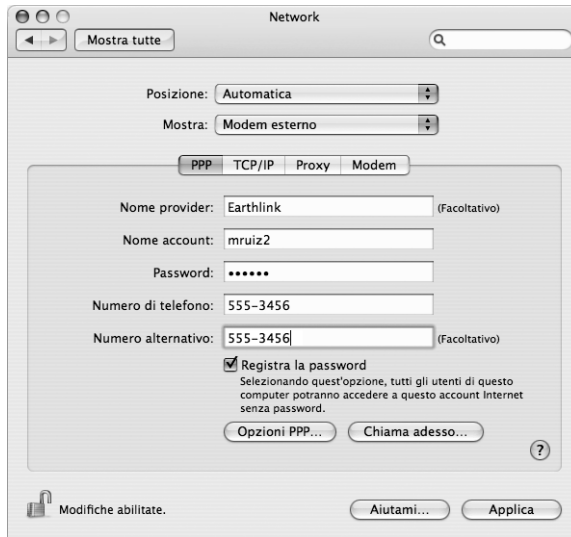 Network
Mostra tutte
Posizione: Automatica
Mostra: Modem esterno
PPP TCP/IP Proxy Modem
Nome provider: Earthlink (Facoltativo)
Nome account: mruiz2
Password: ••••••
Numero di telefono: 555-3456
Numero alternativo: 555-3456 (Facoltativo)
Registra la password
Selezionando quest'opzione, tutti gli utenti di questo
computer potranno accedere a questo account Internet
senza password.
Opzioni PPP... Chiama adesso...
?
Modifiche abilitate. Aiutami... Applica